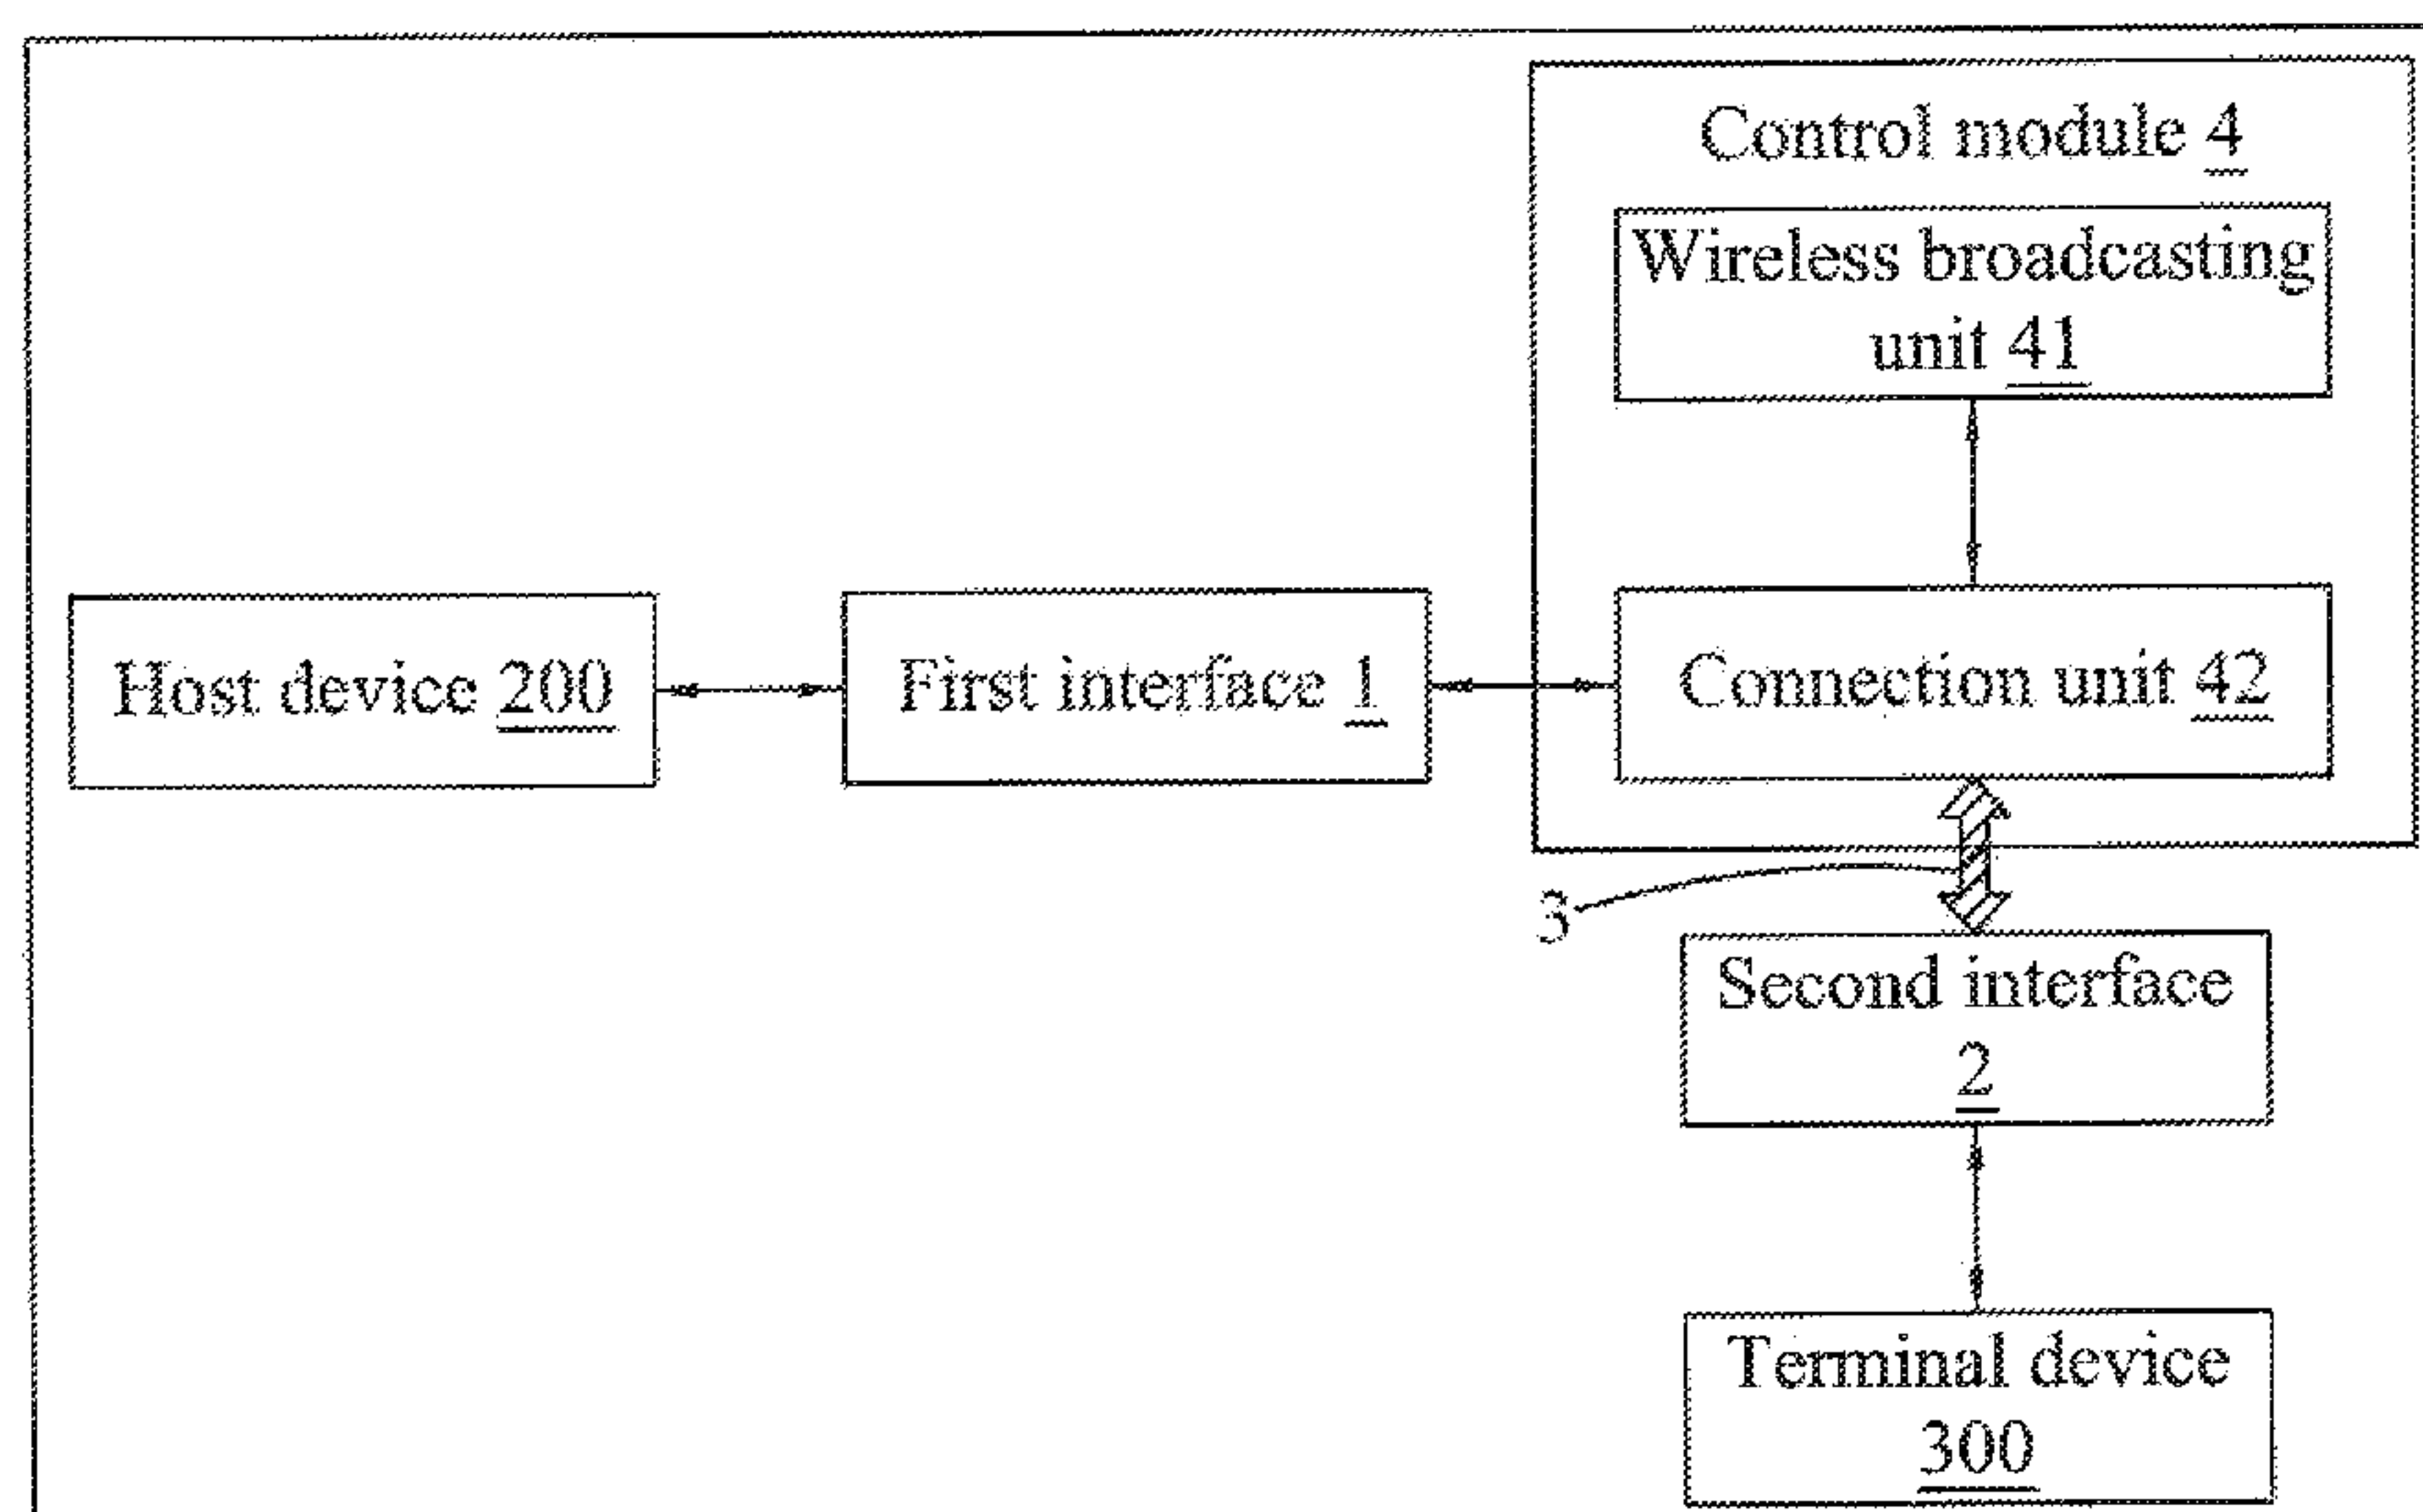 Control module 4
Wireless broadcasting
unit 41
Host device 200
First interface 1
Connection unit 42
3
Second interface
2
Terminal device
300